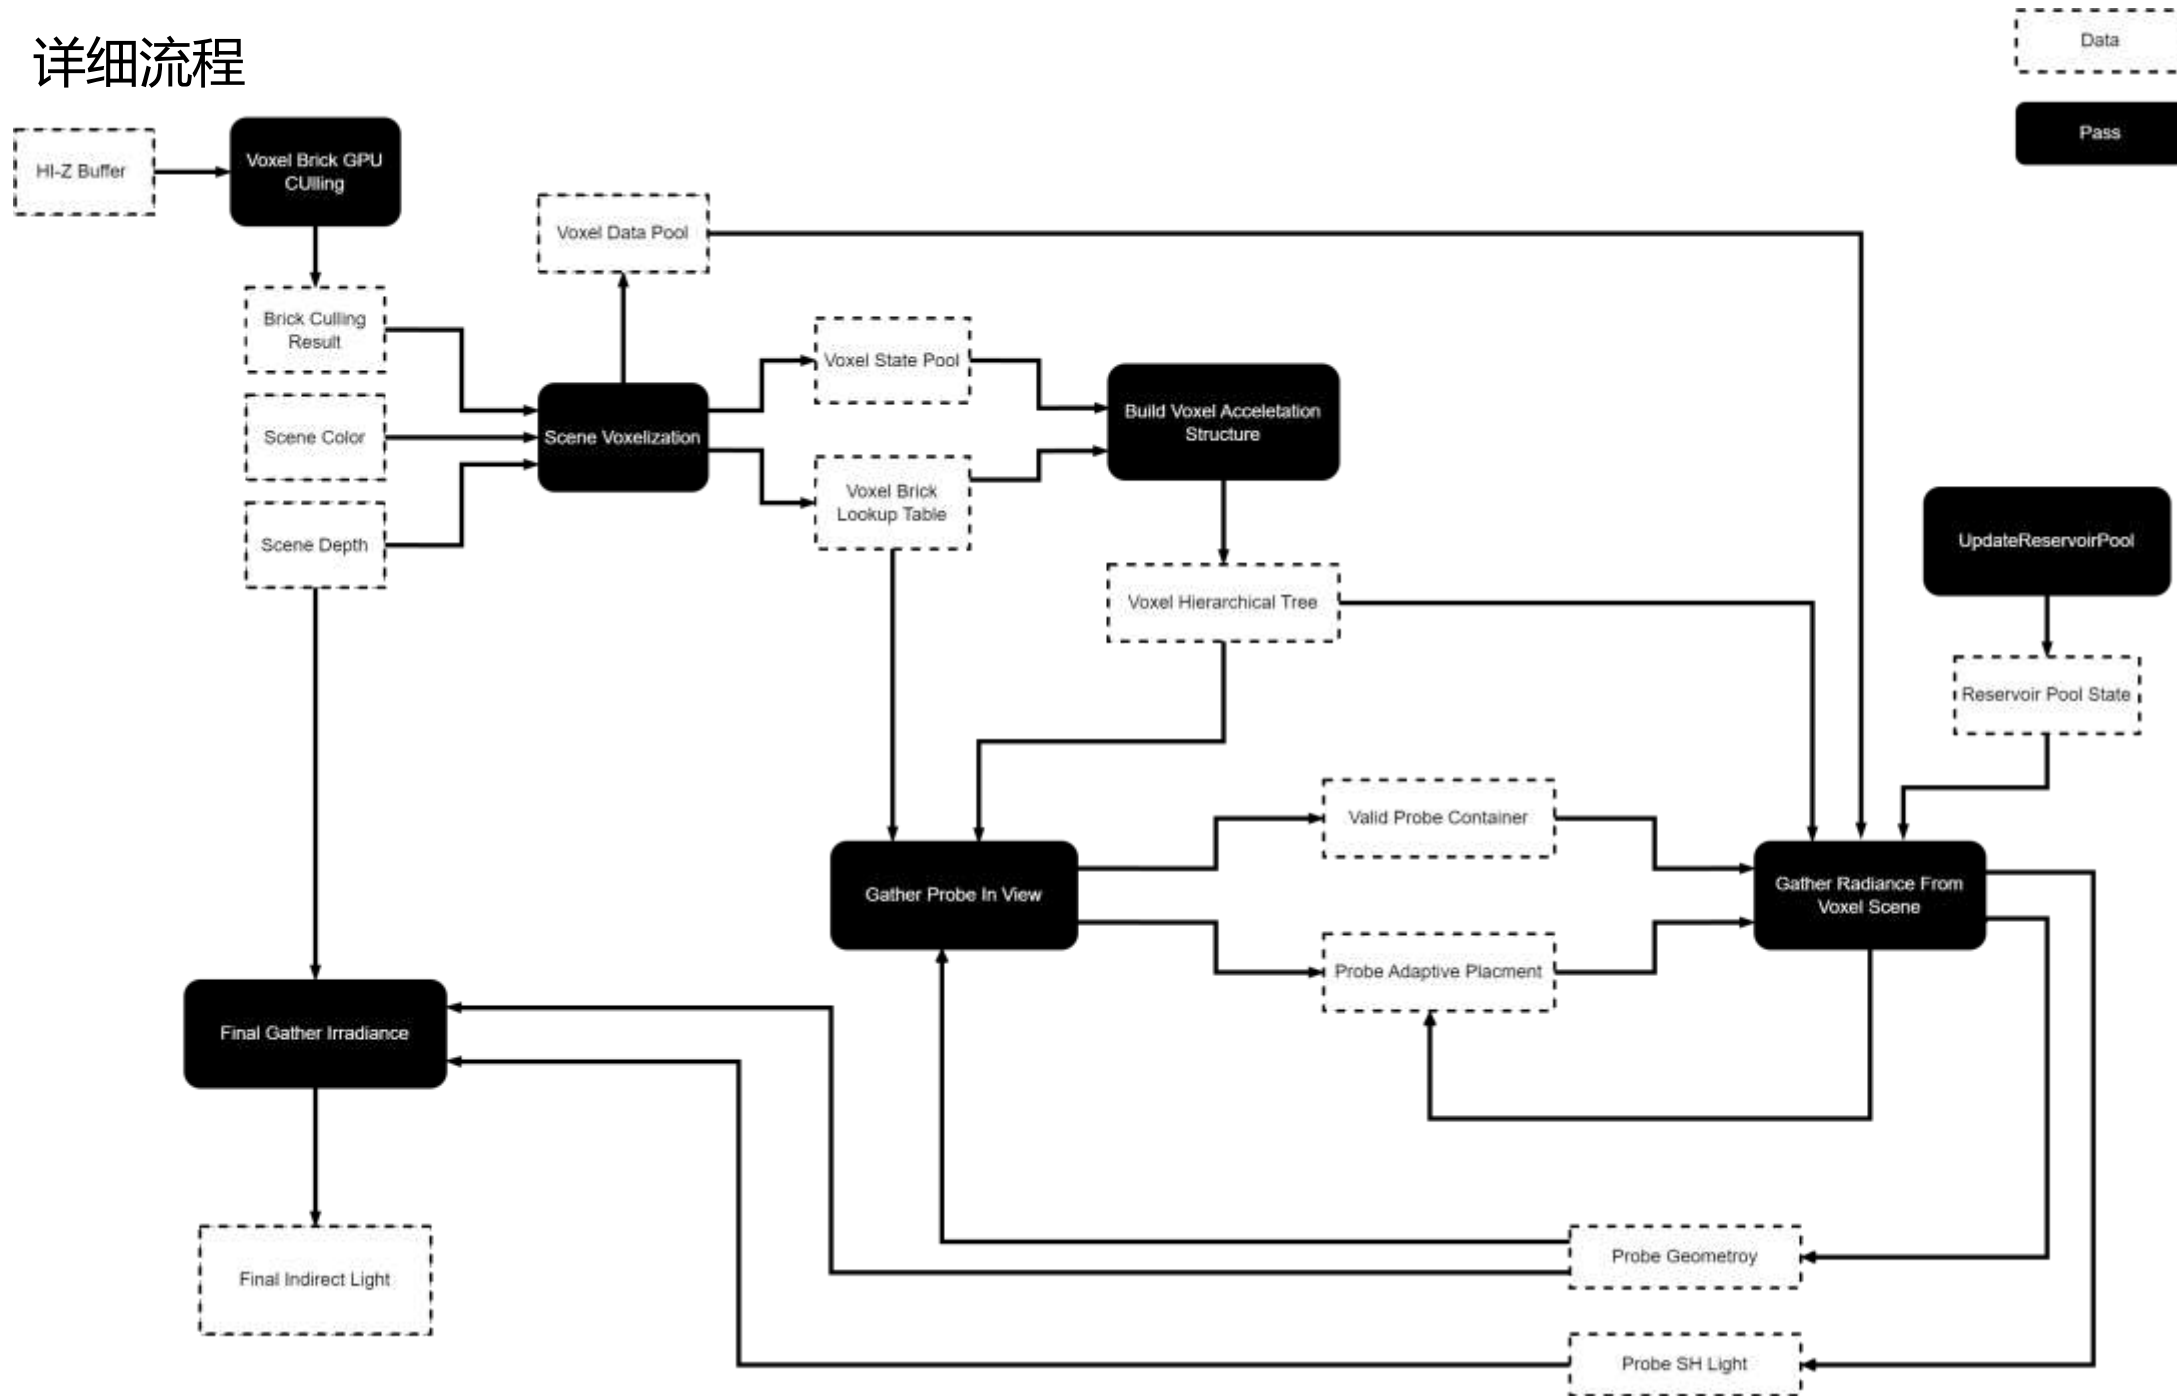 详细流程
Data
Pass
HI-Z Buffer
Voxel Brick GPU
CUlling
Voxel Data Pool
Brick Culling
Result
Voxel State Pool
Build Voxel Acceletation
Structure
Scene Color
Scene Voxelization
Voxel Brick
Lookup Table
Scene Depth
UpdateReservoirPool
Voxel Hierarchical Tree
Reservoir Pool State
Valid Probe Container
Gather Probe In View
Gather Radiance From
Voxel Scene
Probe Adaptive Placment
Final Gather Irradiance
Probe Geometroy
Final Indirect Light
Probe SH Light